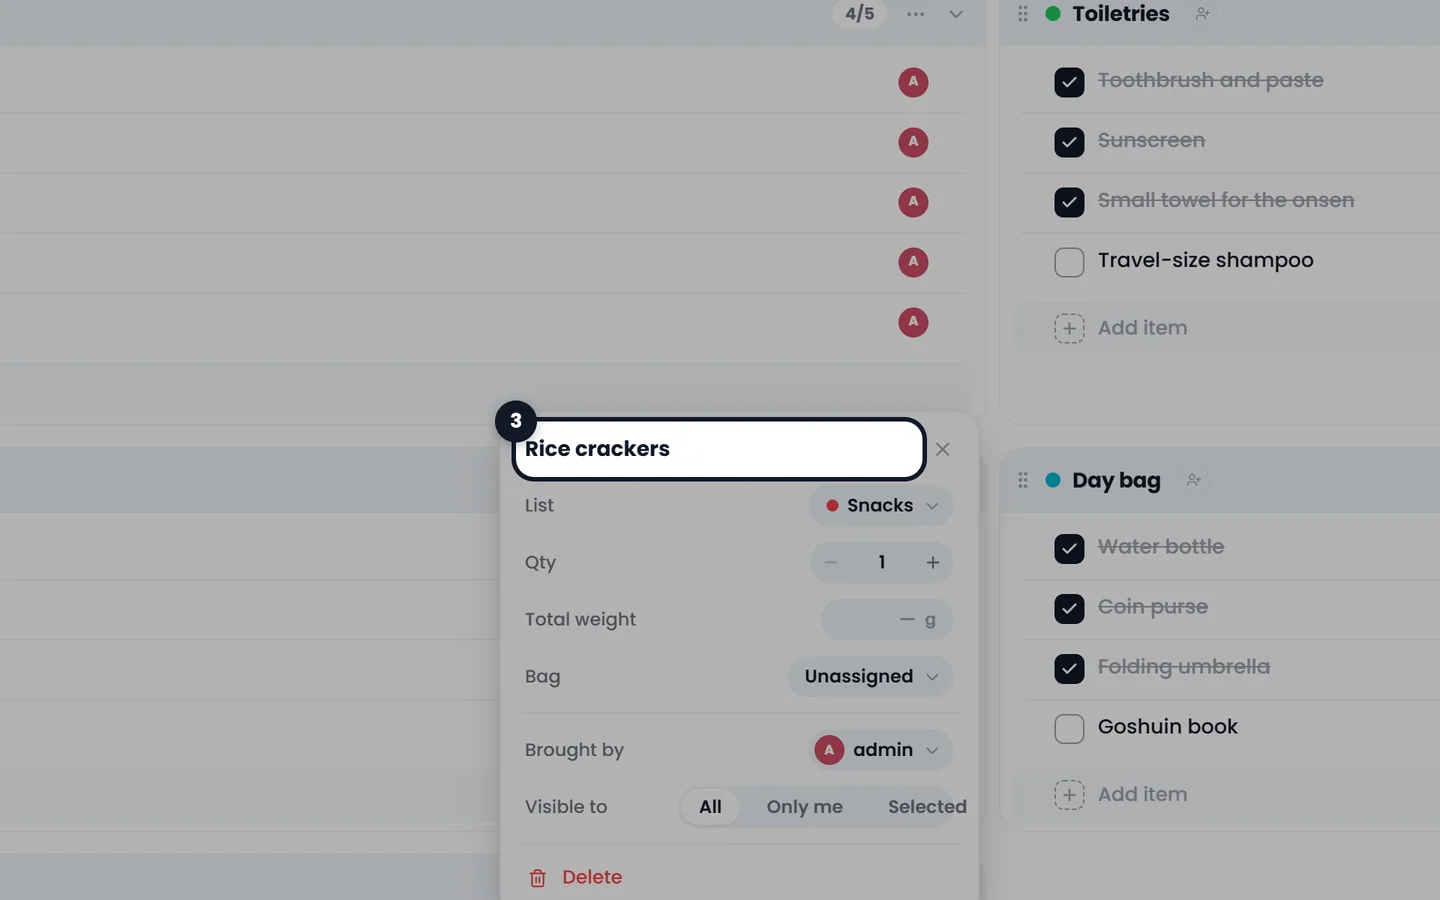 4/5
A
A
A
A
A
Toiletries
Toothbrush and paste
Sunscreen
Small towel for the onsen
Travel-size shampoo
Add item
3
Rice crackers
List
Snacks
Qty
1
Total weight
— g
Bag
Unassigned
Brought by
A admin
Visible to
All Only me Selected
Delete
Day bag
Water bottle
Coin purse
Folding umbrella
Goshuin book
Add item